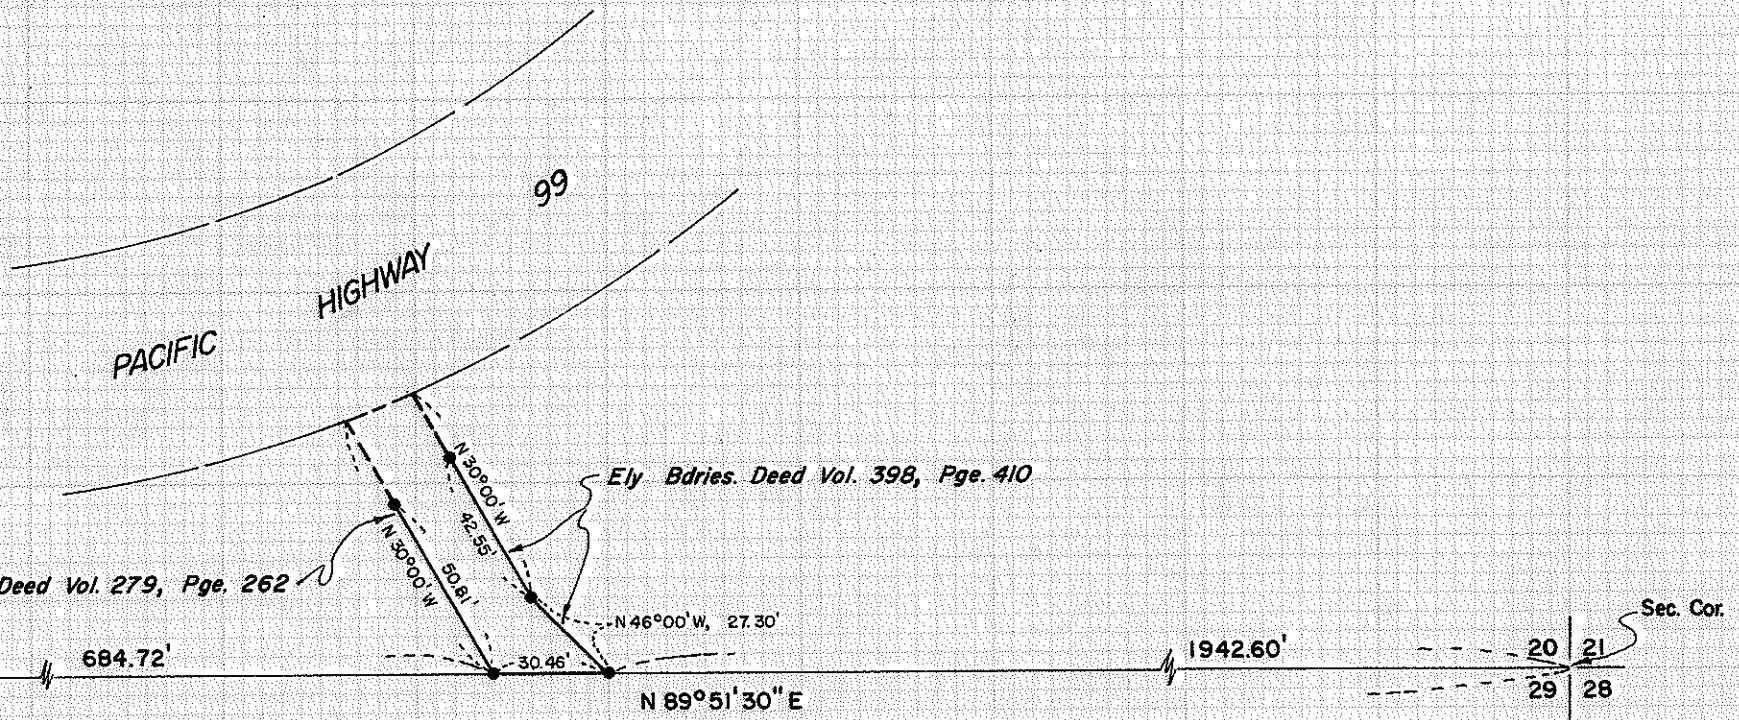 99
HIGHWAY
PACIFIC
Ely Bdries. Deed Vol. 398, Pge. 410
N 30°00' W
42.55'
N 30°00' W
50.81'
Deed Vol. 279, Pge. 262
N 46°00' W, 27.30'
Sec. Cor.
684.72'
30.46'
1942.60'
20 21
29 28
N 89° 51' 30" E